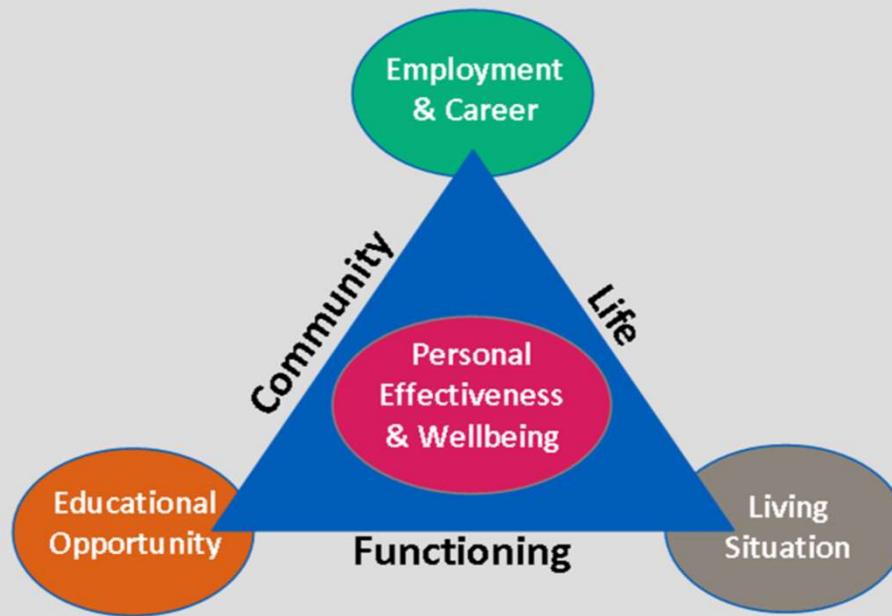 Employment
& Career
Community
Life
Personal
Effectiveness
& Wellbeing
Educational
Opportunity
Functioning
Living
Situation